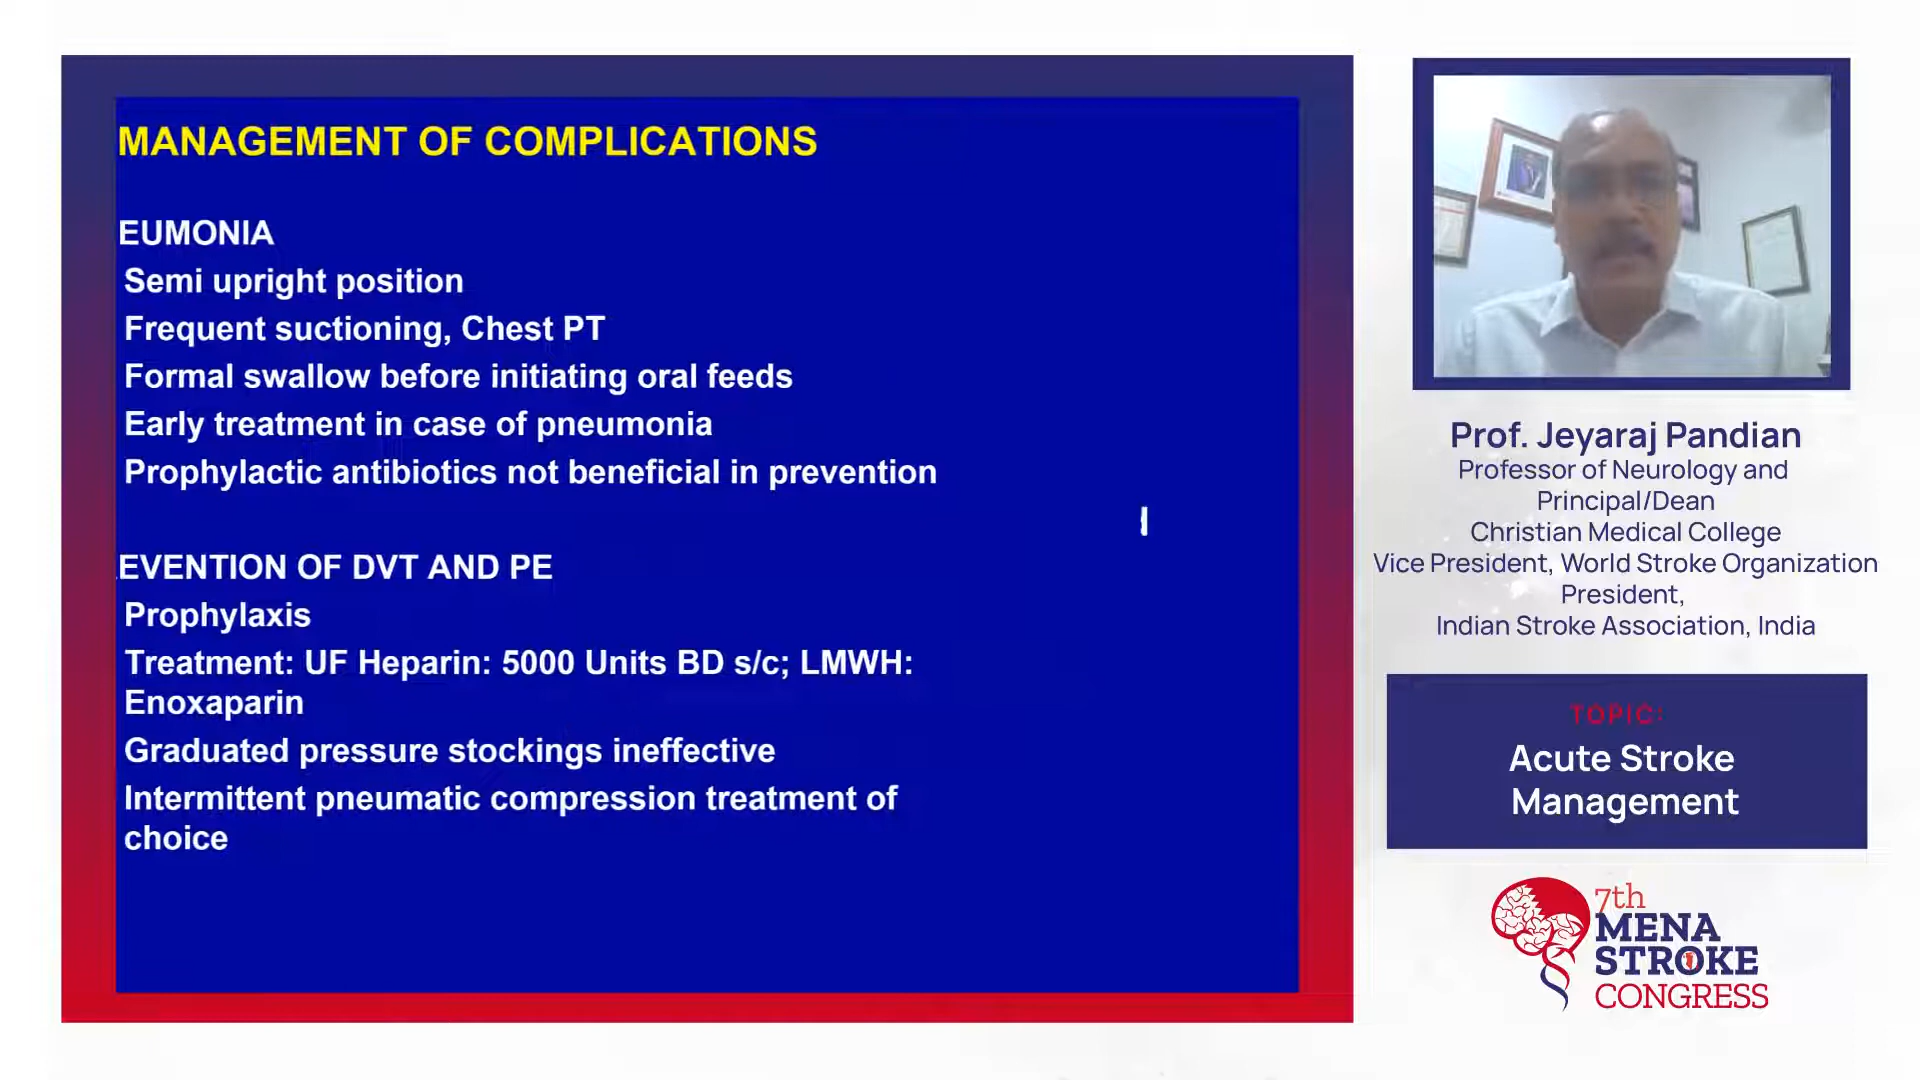 MANAGEMENT OF COMPLICATIONS
EUMONIA
Semi upright position
Frequent suctioning, Chest PT
Formal swallow before initiating oral feeds
Early treatment in case of pneumonia
Prophylactic antibiotics not beneficial in prevention
EVENTION OF DVT AND PE
Prophylaxis
Treatment: UF Heparin: 5000 Units BD s/c; LMWH:
Enoxaparin
Graduated pressure stockings ineffective
Intermittent pneumatic compression treatment of
choice
Prof. Jeyaraj Pandian
Professor of Neurology and
Principal/Dean
Christian Medical College
Vice President, World Stroke Organization
President,
Indian Stroke Association, India
TOPIC:
Acute Stroke
Management
7th
MENA
STROKE
CONGRESS